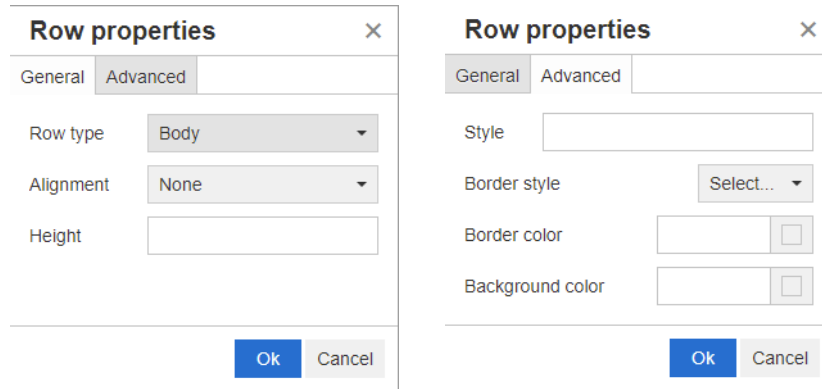 Row properties ×
General Advanced
Row type Body
Alignment None
Height
Ok Cancel
Row properties ×
General Advanced
Style
Border style Select...
Border color
Background color
Ok Cancel